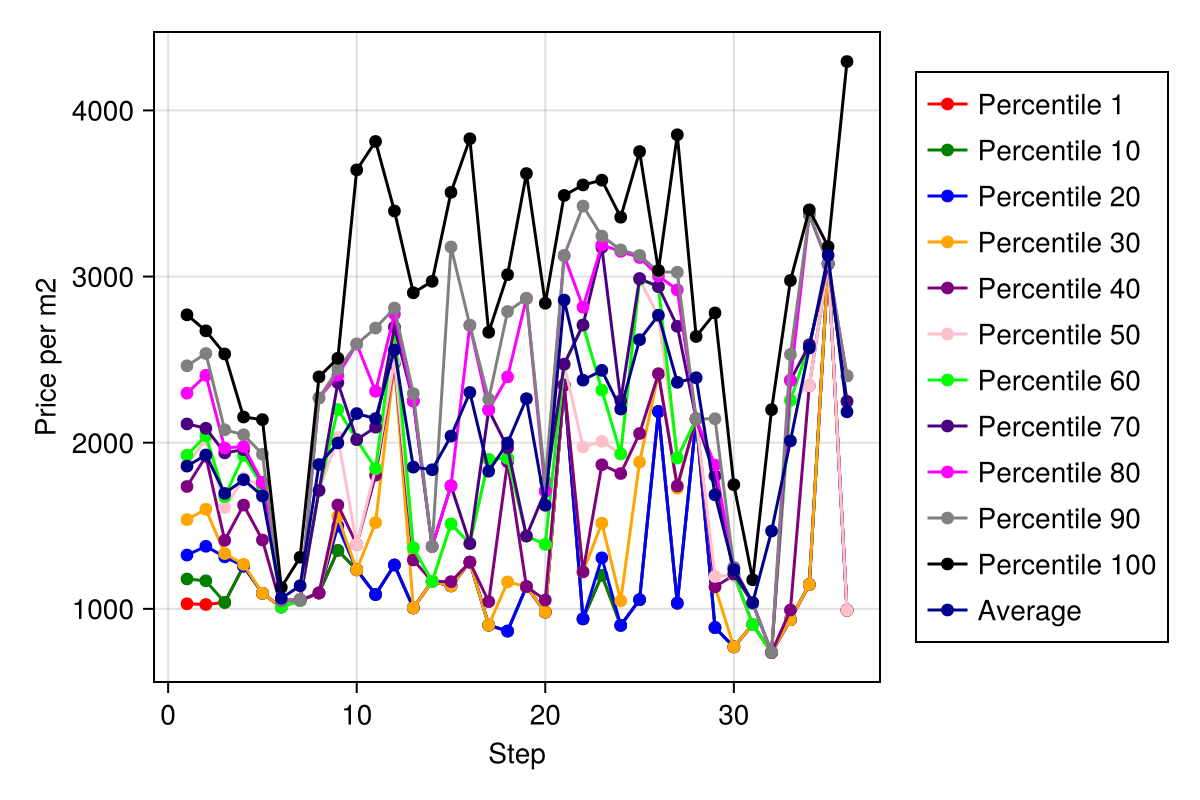 4000
3000
2000
1000
Price per m2
0
10
20
30
Step
Percentile 1
Percentile 10
Percentile 20
Percentile 30
Percentile 40
Percentile 50
Percentile 60
Percentile 70
Percentile 80
Percentile 90
Percentile 100
Average